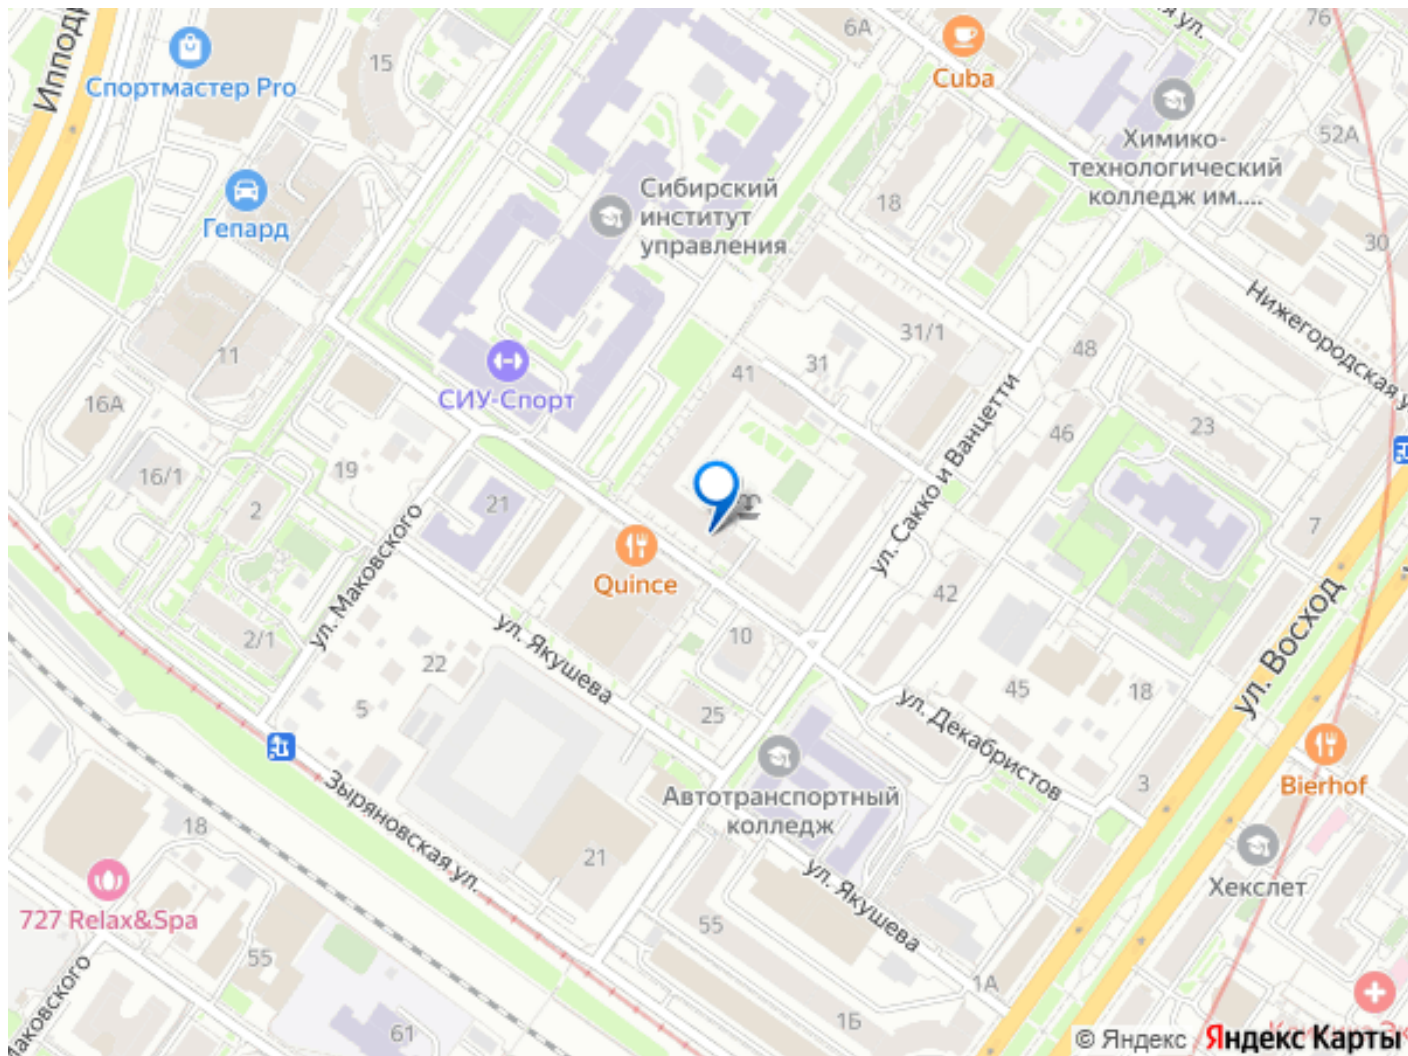 Ипподр
76
6А
Cuba
15
Спортмастер Pro
52А
Химико-
технологический
колледж им....
Сибирский
институт
управления
18
Гепард
30
Нижегородская у
31/1
31
48
11
41
СИУ-Спорт
16А
ул. Сакко и Ванцетти
23
46
19
16/1
2
21
7
Quince
ул. Маковского
42
ул. Восход
2/1
10
ул. Якушева
22
45
18
5
25
ул. Декабристов
3
Bierhof
Автотранспортный
колледж
Зыряновская ул.
18
21
Хекслет
727 Relax&Spa
ул. Якушева
55
55
1А
аковского
61
1Б
© Яндекс Яндекс Карты